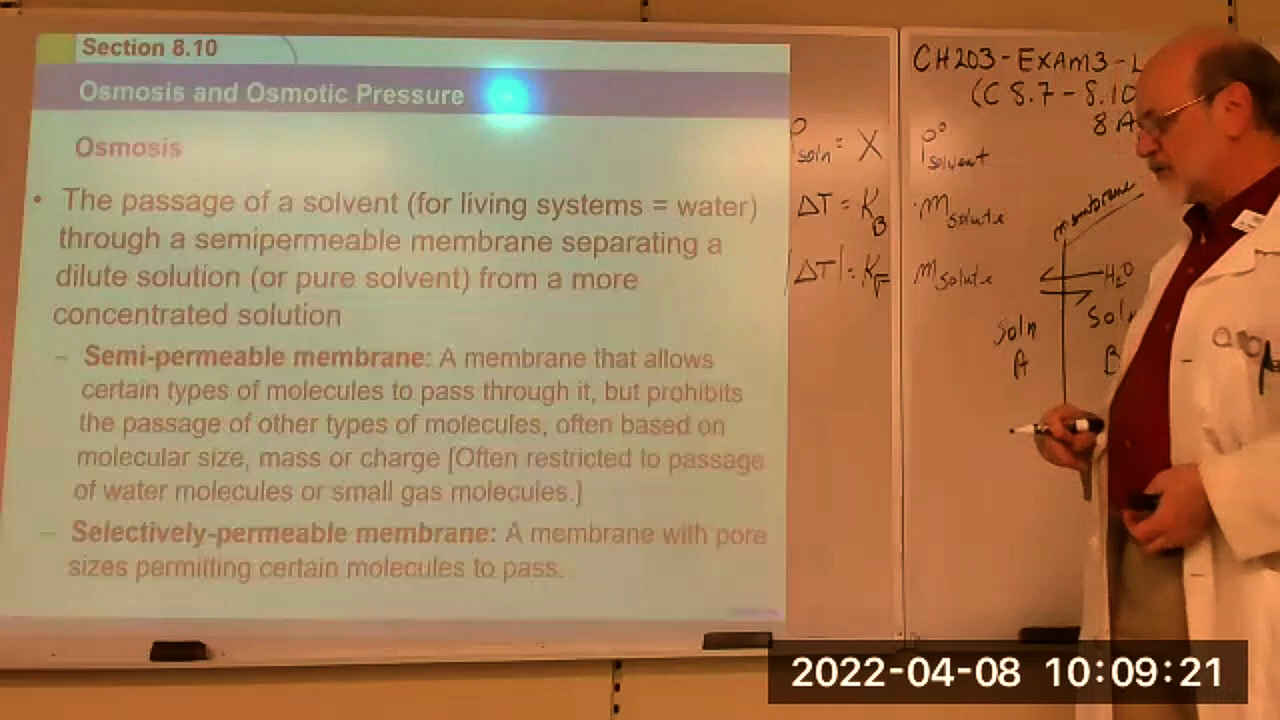 Section 8.10
Osmosis and Osmotic Pressure
Osmosis
• The passage of a solvent (for living systems = water)
through a semipermeable membrane separating a
dilute solution (or pure solvent) from a more
concentrated solution
– Semi-permeable membrane: A membrane that allows
certain types of molecules to pass through it, but prohibits
the passage of other types of molecules, often based on
molecular size, mass or charge [Often restricted to passage
of water molecules or small gas molecules.]
– Selectively-permeable membrane: A membrane with pore
sizes permitting certain molecules to pass.
CH203-EXAM3-L
(C 8.7-8.10
8A
soln = X P° solvent
ΔT = K_B · m solute
|ΔT| = K_F m solute
membrane
H₂O
Soln
A
Soln
B
2022-04-08 10:09:21